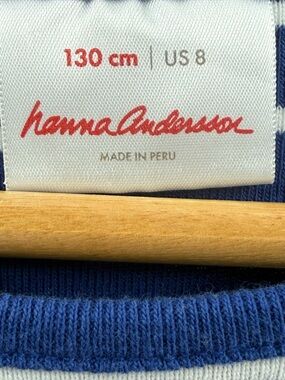 130 cm | US 8
hanna andersson
MADE IN PERU